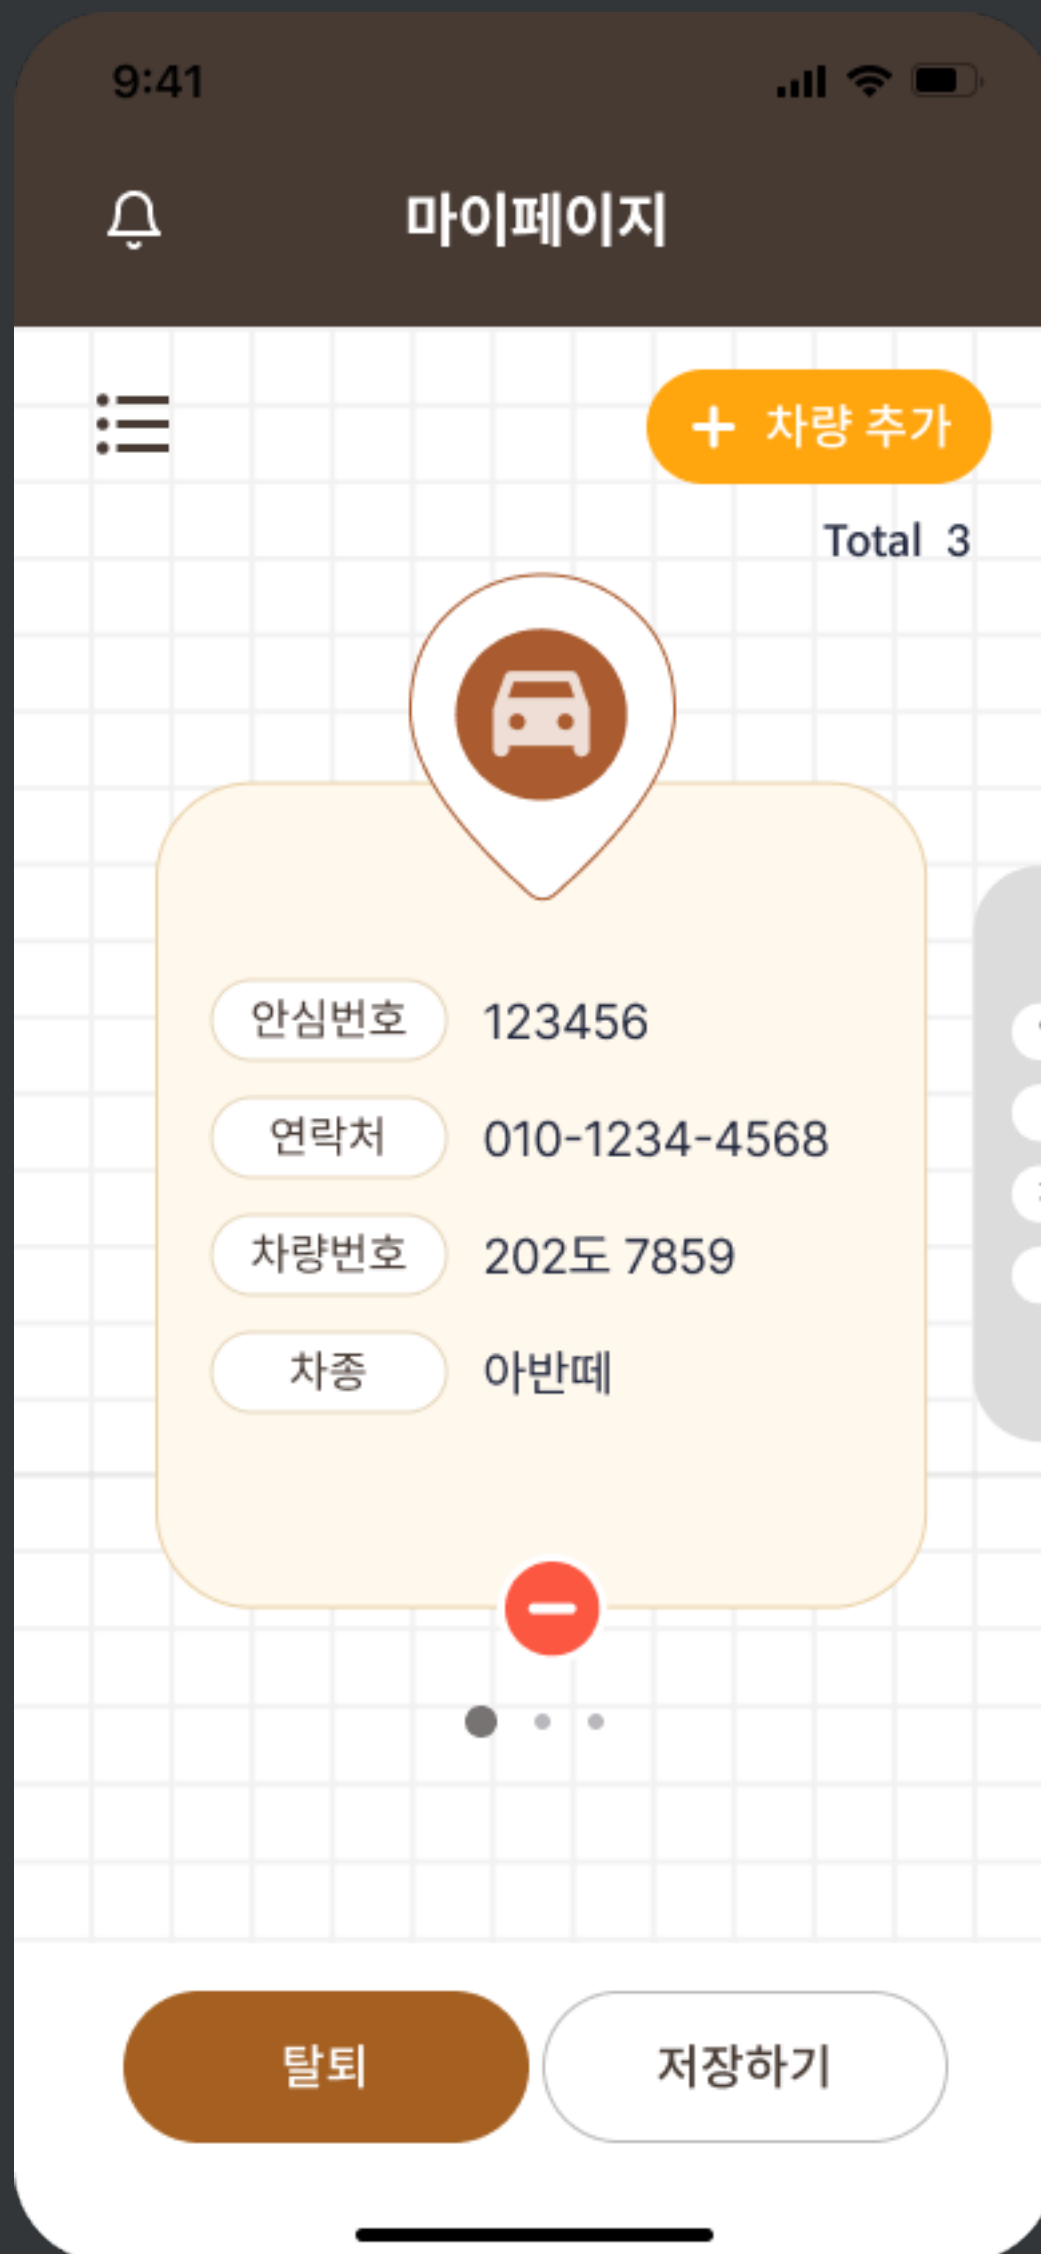 9:41
마이페이지
차량 추가
Total 3
안심번호 123456
연락처 010-1234-4568
차량번호 202도 7859
차종 아반떼
탈퇴 저장하기